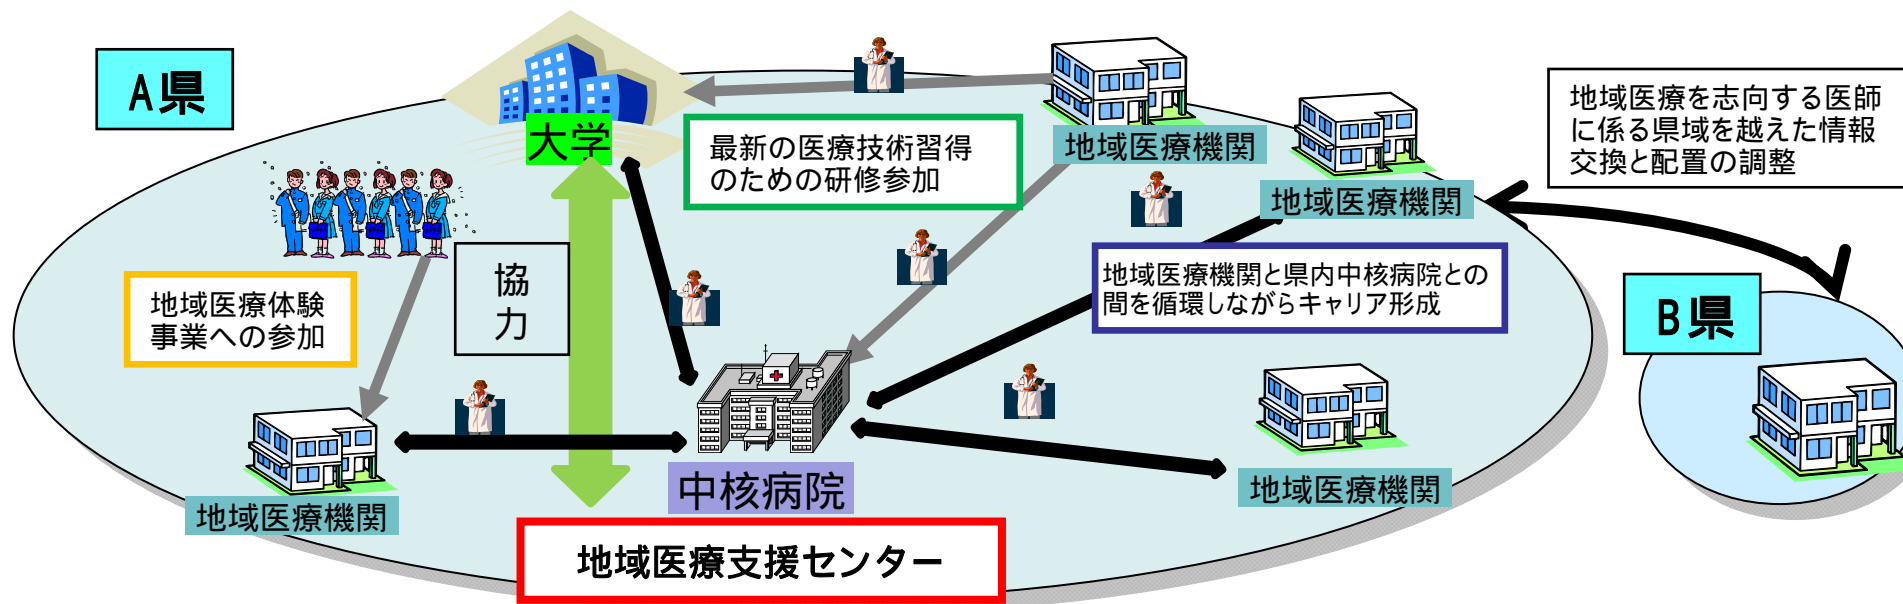 A県
大学
最新の医療技術習得
のための研修参加
地域医療機関
地域医療機関
地域医療を志向する医師
に係る県域を越えた情報
交換と配置の調整
協
力
地域医療体験
事業への参加
地域医療機関と県内中核病院との
間を循環しながらキャリア形成
B県
中核病院
地域医療機関
地域医療機関
地域医療支援センター